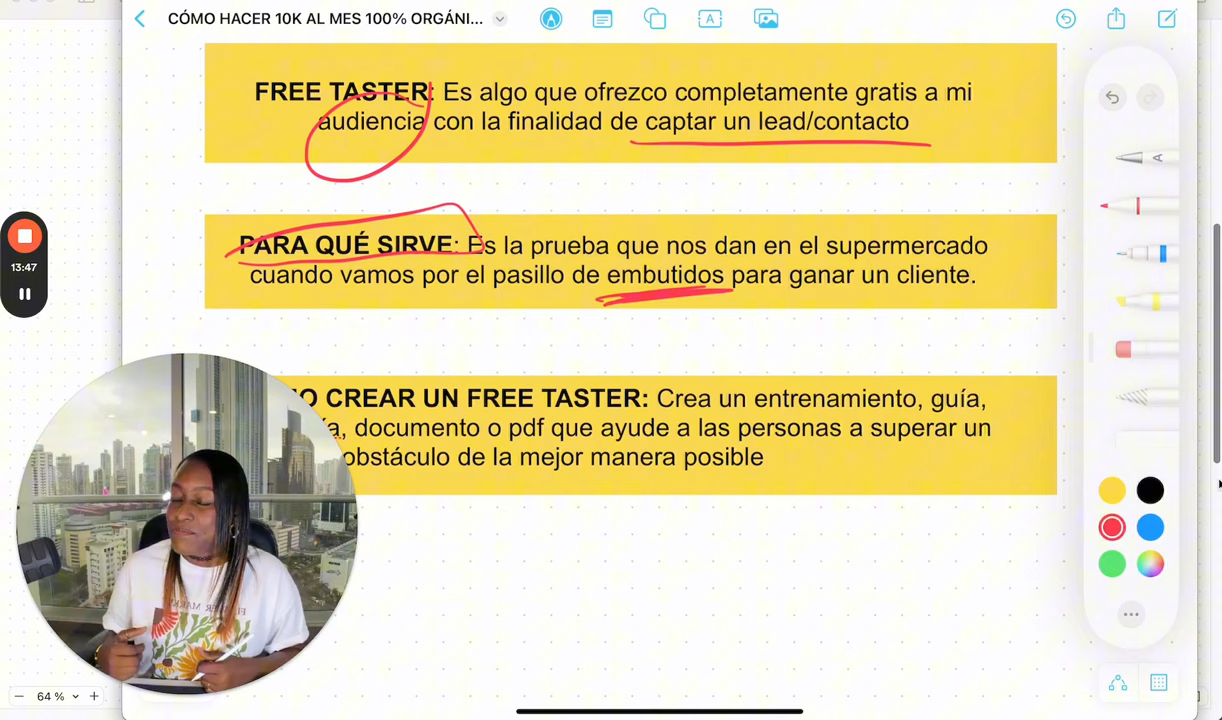 CÓMO HACER 10K AL MES 100% ORGÁNI...
A
FREE TASTER: Es algo que ofrezco completamente gratis a mi
audiencia con la finalidad de captar un lead/contacto
A
13:47
PARA QUÉ SIRVE: Es la prueba que nos dan en el supermercado
cuando vamos por el pasillo de embutidos para ganar un cliente.
CREAR UN FREE TASTER: Crea un entrenamiento, guía,
documento o pdf que ayude a las personas a superar un
obstáculo de la mejor manera posible
64 %